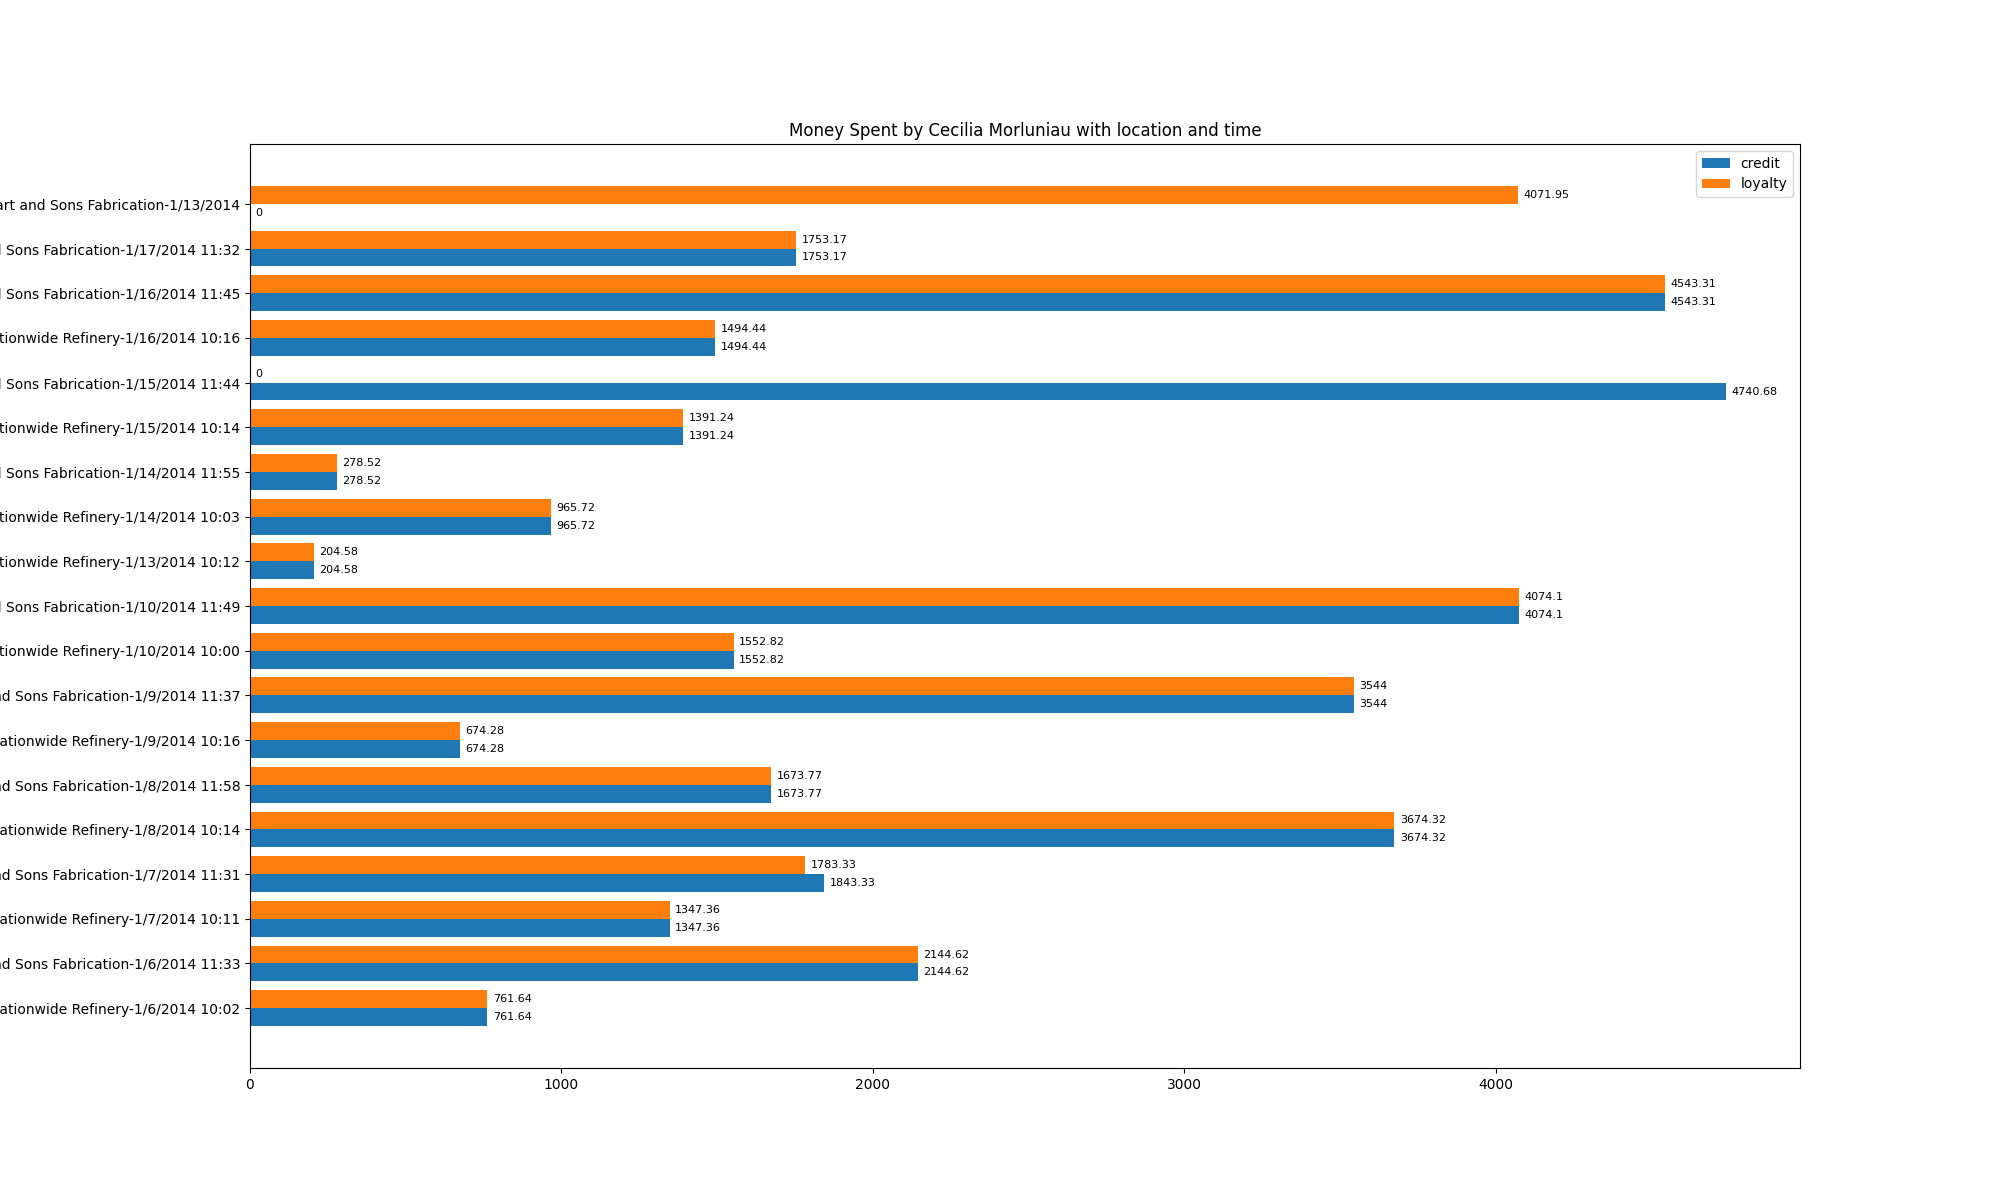 Money Spent by Cecilia Morluniau with location and time
credit
loyalty
and Sons Fabrication-1/13/2014
4071.95
0
Sons Fabrication-1/17/2014 11:32
1753.17
1753.17
Sons Fabrication-1/16/2014 11:45
4543.31
4543.31
tionwide Refinery-1/16/2014 10:16
1494.44
1494.44
Sons Fabrication-1/15/2014 11:44
0
4740.68
tionwide Refinery-1/15/2014 10:14
1391.24
1391.24
Sons Fabrication-1/14/2014 11:55
278.52
278.52
tionwide Refinery-1/14/2014 10:03
965.72
965.72
tionwide Refinery-1/13/2014 10:12
204.58
204.58
Sons Fabrication-1/10/2014 11:49
4074.1
4074.1
tionwide Refinery-1/10/2014 10:00
1552.82
1552.82
Sons Fabrication-1/9/2014 11:37
3544
3544
ationwide Refinery-1/9/2014 10:16
674.28
674.28
Sons Fabrication-1/8/2014 11:58
1673.77
1673.77
ationwide Refinery-1/8/2014 10:14
3674.32
3674.32
Sons Fabrication-1/7/2014 11:31
1783.33
1843.33
ationwide Refinery-1/7/2014 10:11
1347.36
1347.36
Sons Fabrication-1/6/2014 11:33
2144.62
2144.62
ationwide Refinery-1/6/2014 10:02
761.64
761.64
0 1000 2000 3000 4000